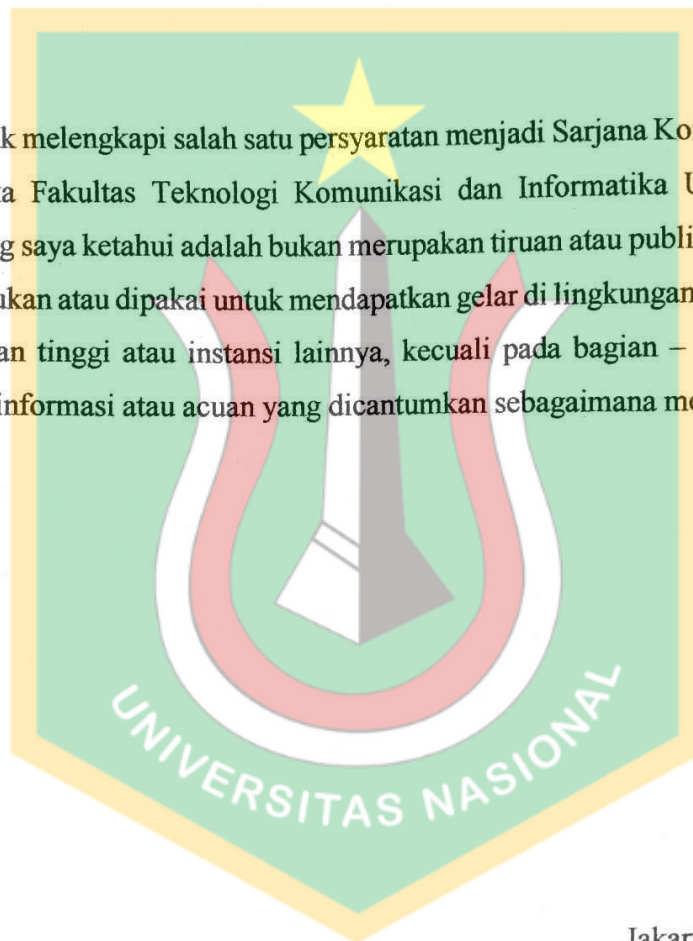 k melengkapi salah satu persyaratan menjadi Sarjana Ko
a Fakultas Teknologi Komunikasi dan Informatika U
g saya ketahui adalah bukan merupakan tiruan atau publi
ukan atau dipakai untuk mendapatkan gelar di lingkungan
an tinggi atau instansi lainnya, kecuali pada bagian –
informasi atau acuan yang dicantumkan sebagaimana me
UNIVERSITAS NASIONAL
Jakar